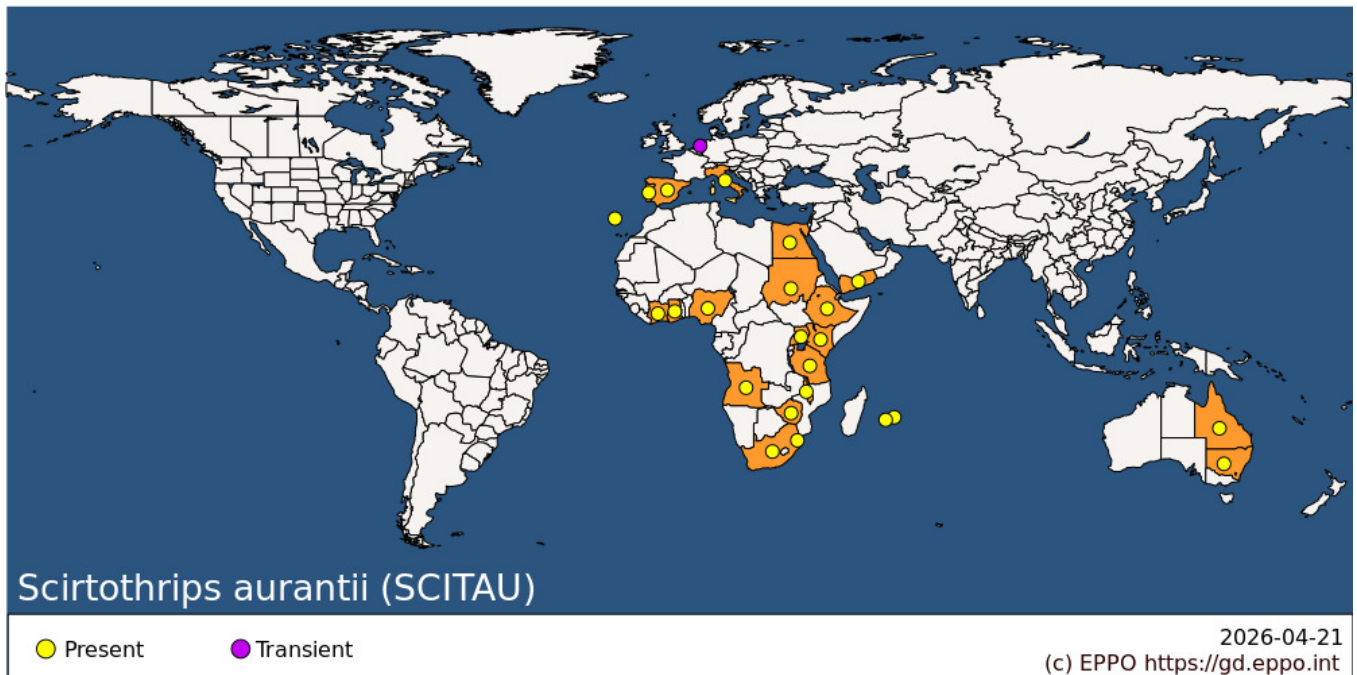 Scirtothrips aurantii (SCITAU)
Present
Transient
2026-04-21
(c) EPPO https://gd.eppo.int